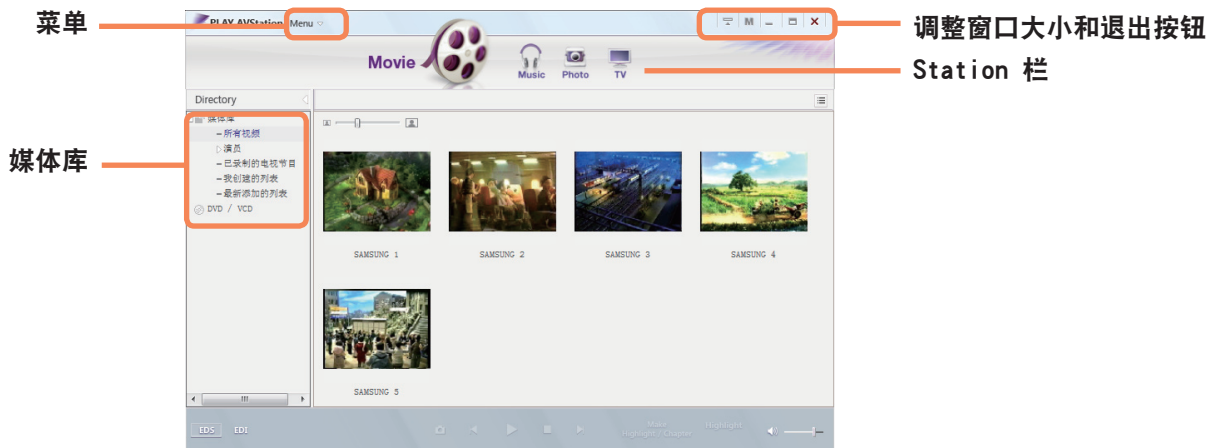 菜单
PLAY AVStation Menu
M
调整窗口大小和退出按钮
Movie
Music Photo TV
Station 栏
Directory
媒体库
媒体库
–所有视频
演员
–已录制的电视节目
–我创建的列表
–最新添加的列表
DVD / VCD
SAMSUNG 1 SAMSUNG 2 SAMSUNG 3 SAMSUNG 4
SAMSUNG 5
EDS EDI
Make
Highlight / Chapter
Highlight